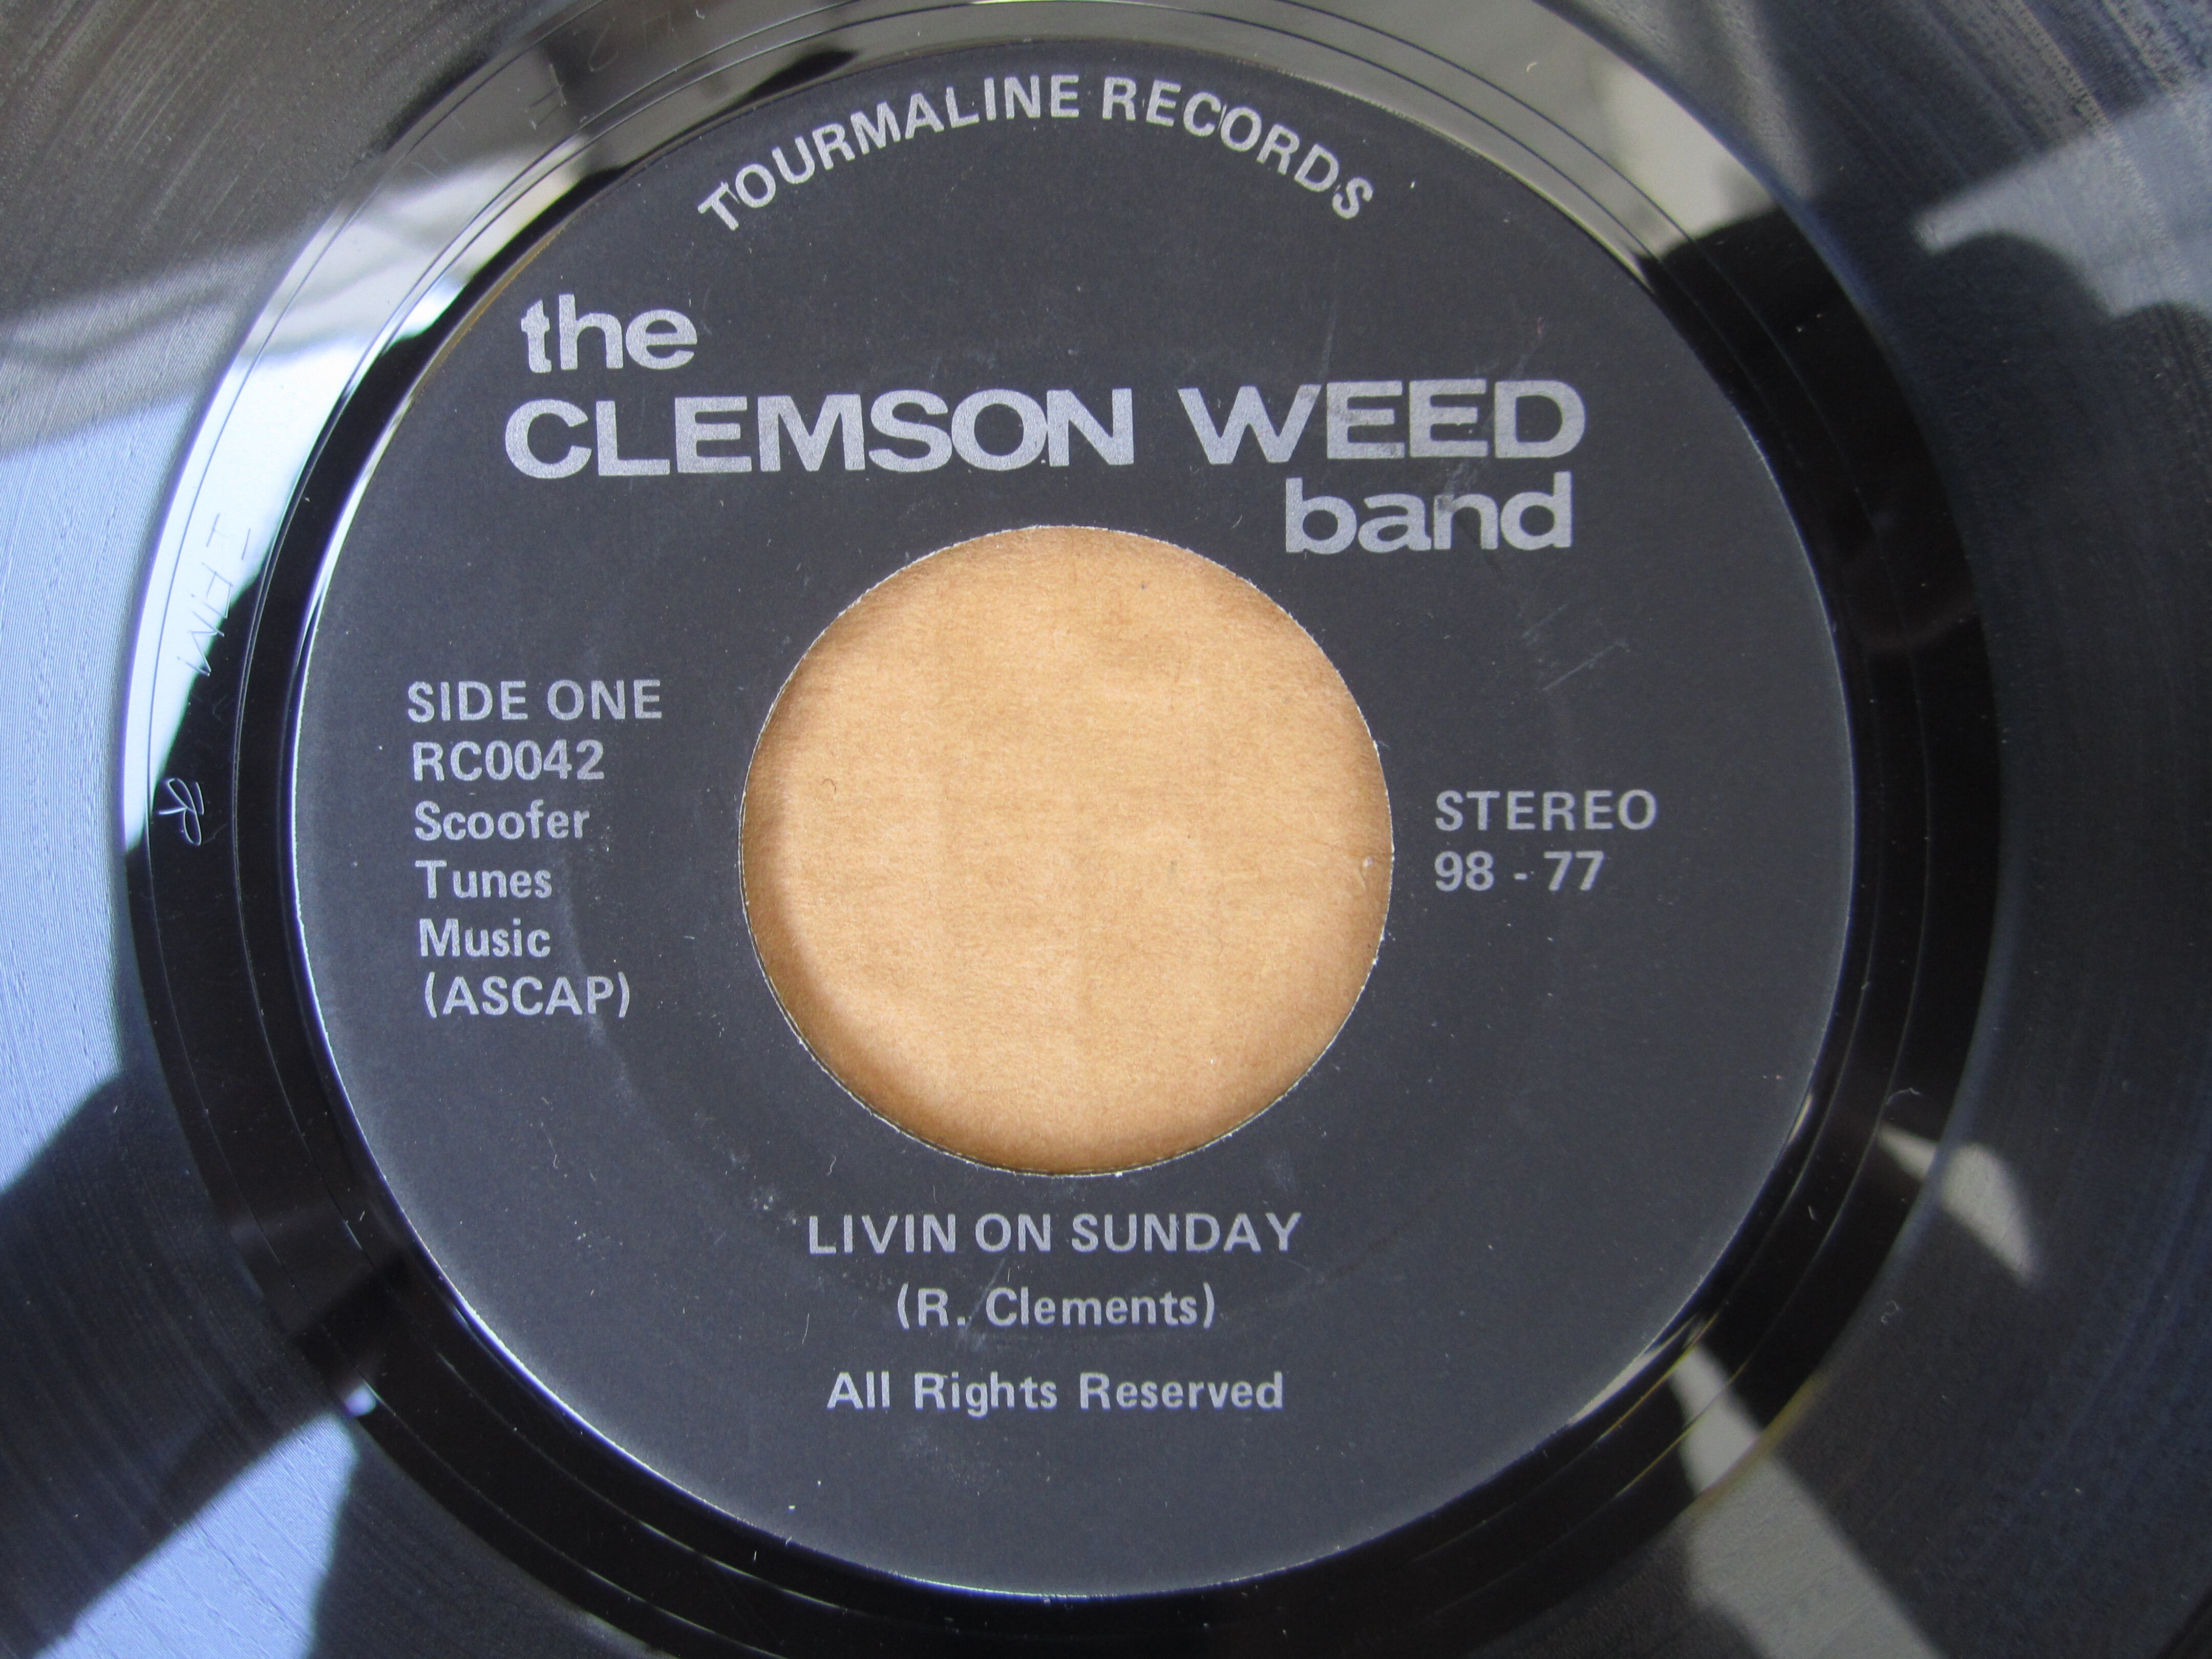 TOURMALINE RECORDS
the
CLEMSON WEED
band
SIDE ONE
RC0042
Scoofer
Tunes
Music
(ASCAP)
STEREO
98 - 77
LIVIN ON SUNDAY
(R. Clements)
All Rights Reserved